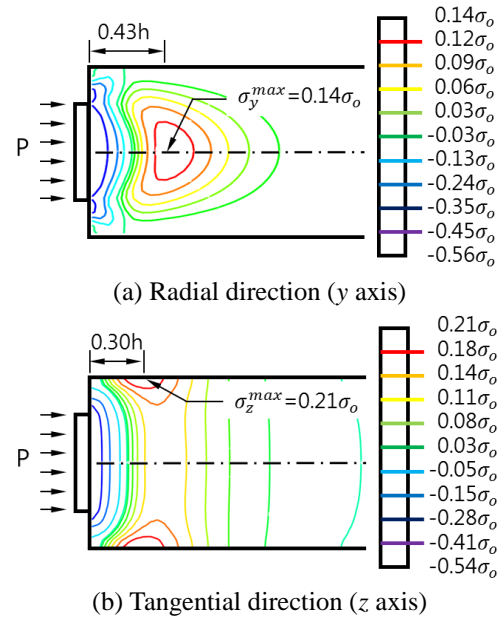 0.43h
P
σ_y^max=0.14σ_o
0.14σ_o
0.12σ_o
0.09σ_o
0.06σ_o
0.03σ_o
-0.03σ_o
-0.13σ_o
-0.24σ_o
-0.35σ_o
-0.45σ_o
-0.56σ_o
(a) Radial direction (y axis)
0.30h
P
σ_z^max=0.21σ_o
0.21σ_o
0.18σ_o
0.14σ_o
0.11σ_o
0.08σ_o
0.03σ_o
-0.05σ_o
-0.15σ_o
-0.28σ_o
-0.41σ_o
-0.54σ_o
(b) Tangential direction (z axis)